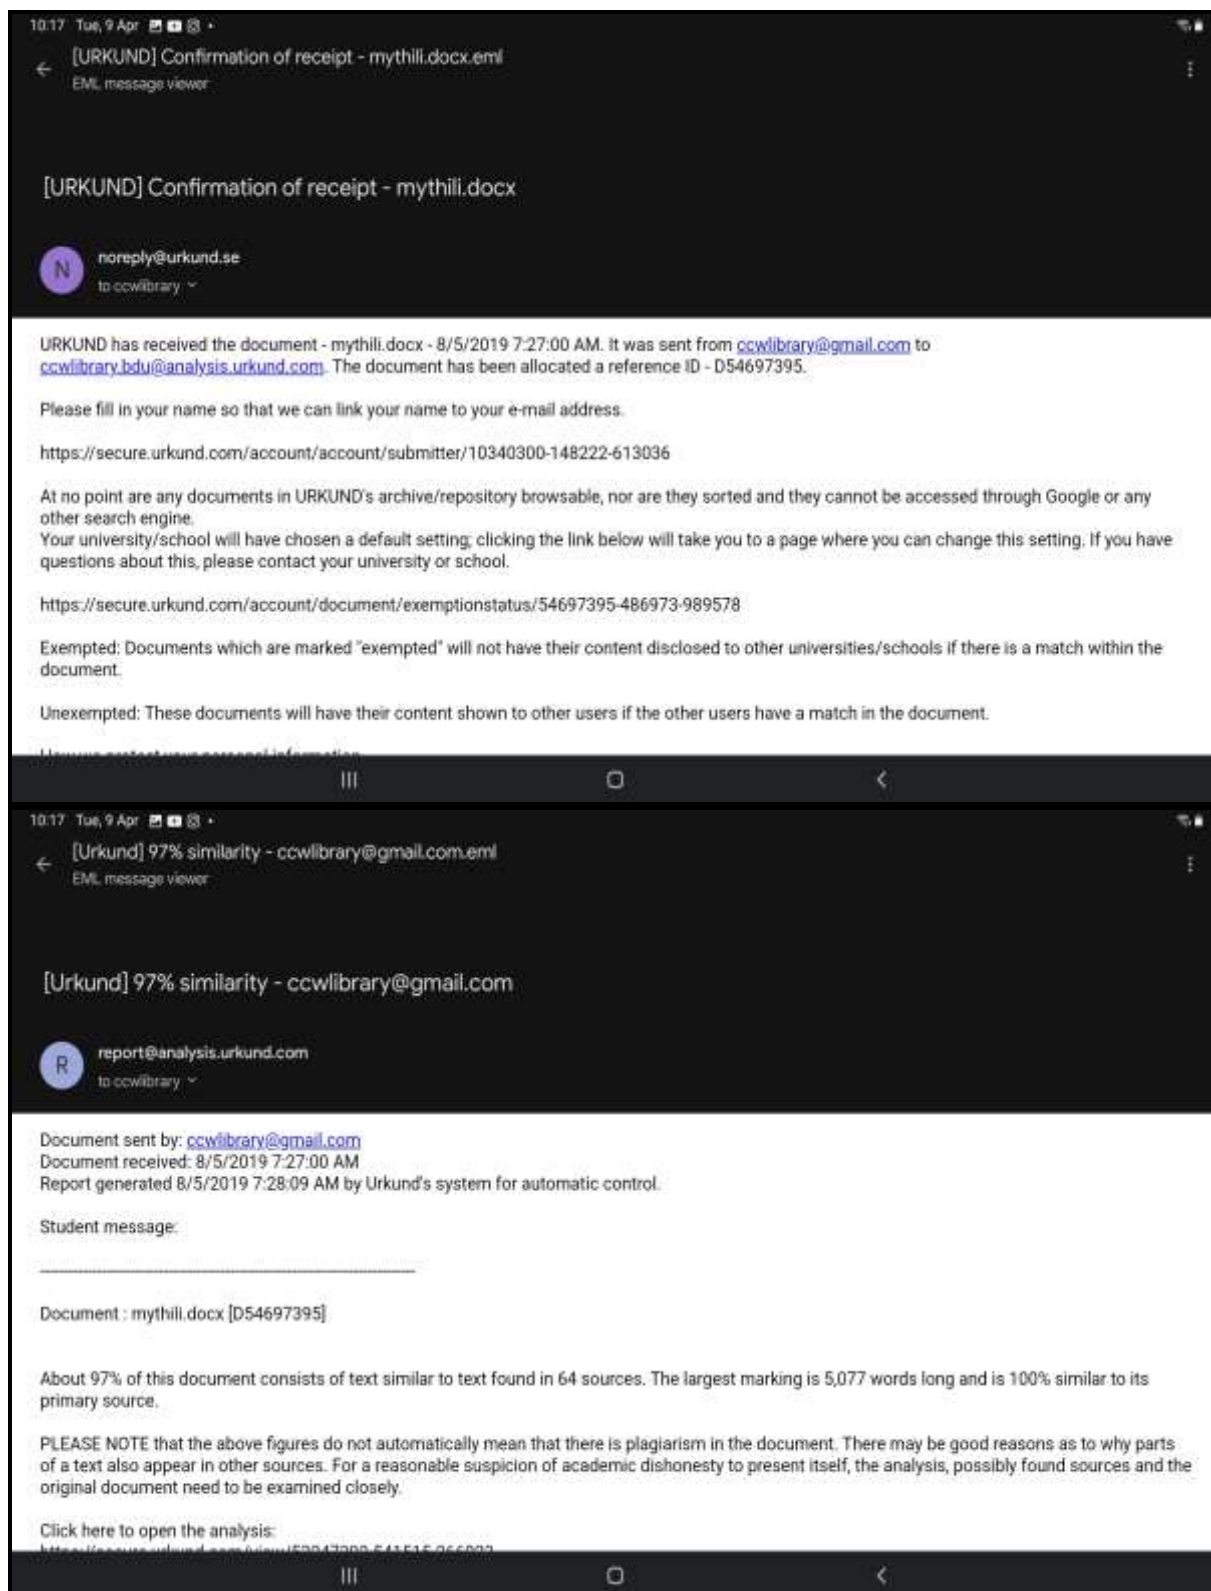 10:17 Tue, 9 Apr
[URKUND] Confirmation of receipt - mythili.docx.eml
EML message viewer
[URKUND] Confirmation of receipt - mythili.docx
N
noreply@urkund.se
to ccwlibrary
URKUND has received the document - mythili.docx - 8/5/2019 7:27:00 AM. It was sent from ccwlibrary@gmail.com to
ccwlibrary.bdu@analysis.urkund.com. The document has been allocated a reference ID - D54697395.
Please fill in your name so that we can link your name to your e-mail address.
https://secure.urkund.com/account/account/submitter/10340300-148222-613036
At no point are any documents in URKUND's archive/repository browsable, nor are they sorted and they cannot be accessed through Google or any
other search engine.
Your university/school will have chosen a default setting; clicking the link below will take you to a page where you can change this setting. If you have
questions about this, please contact your university or school.
https://secure.urkund.com/account/document/exemptionstatus/54697395-486973-989578
Exempted: Documents which are marked "exempted" will not have their content disclosed to other universities/schools if there is a match within the
document.
Unexempted: These documents will have their content shown to other users if the other users have a match in the document.
How we protect your personal information
10:17 Tue, 9 Apr
[Urkund] 97% similarity - ccwlibrary@gmail.com.eml
EML message viewer
[Urkund] 97% similarity - ccwlibrary@gmail.com
R
report@analysis.urkund.com
to ccwlibrary
Document sent by: ccwlibrary@gmail.com
Document received: 8/5/2019 7:27:00 AM
Report generated 8/5/2019 7:28:09 AM by Urkund's system for automatic control.
Student message:
Document : mythili.docx [D54697395]
About 97% of this document consists of text similar to text found in 64 sources. The largest marking is 5,077 words long and is 100% similar to its
primary source.
PLEASE NOTE that the above figures do not automatically mean that there is plagiarism in the document. There may be good reasons as to why parts
of a text also appear in other sources. For a reasonable suspicion of academic dishonesty to present itself, the analysis, possibly found sources and the
original document need to be examined closely.
Click here to open the analysis: